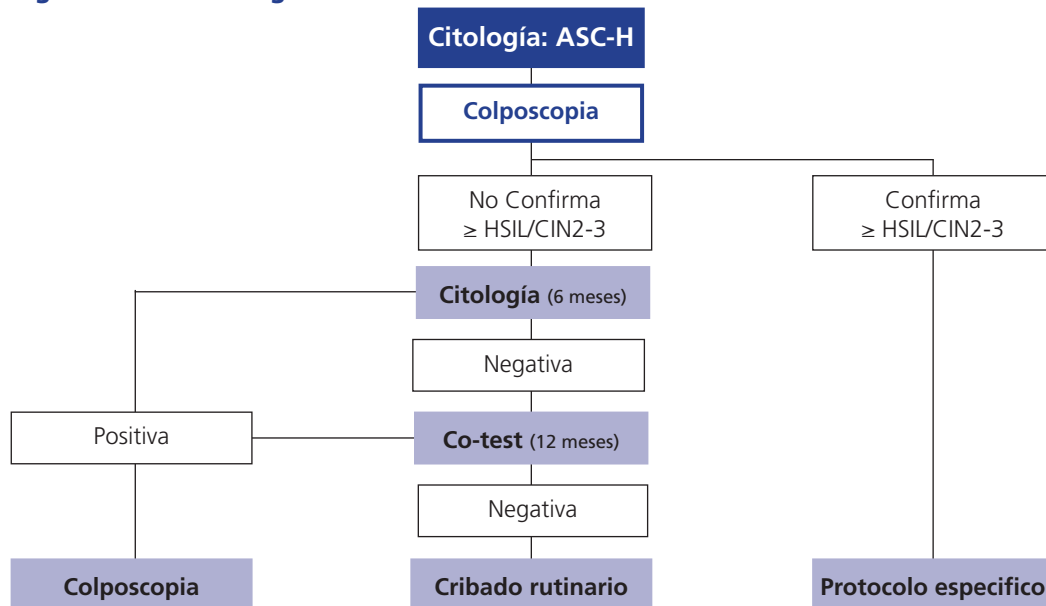 Citología: ASC-H
Colposcopia
No Confirma
≥ HSIL/CIN2-3
Confirma
≥ HSIL/CIN2-3
Citología (6 meses)
Negativa
Positiva
Co-test (12 meses)
Negativa
Colposcopia
Cribado rutinario
Protocolo especifico